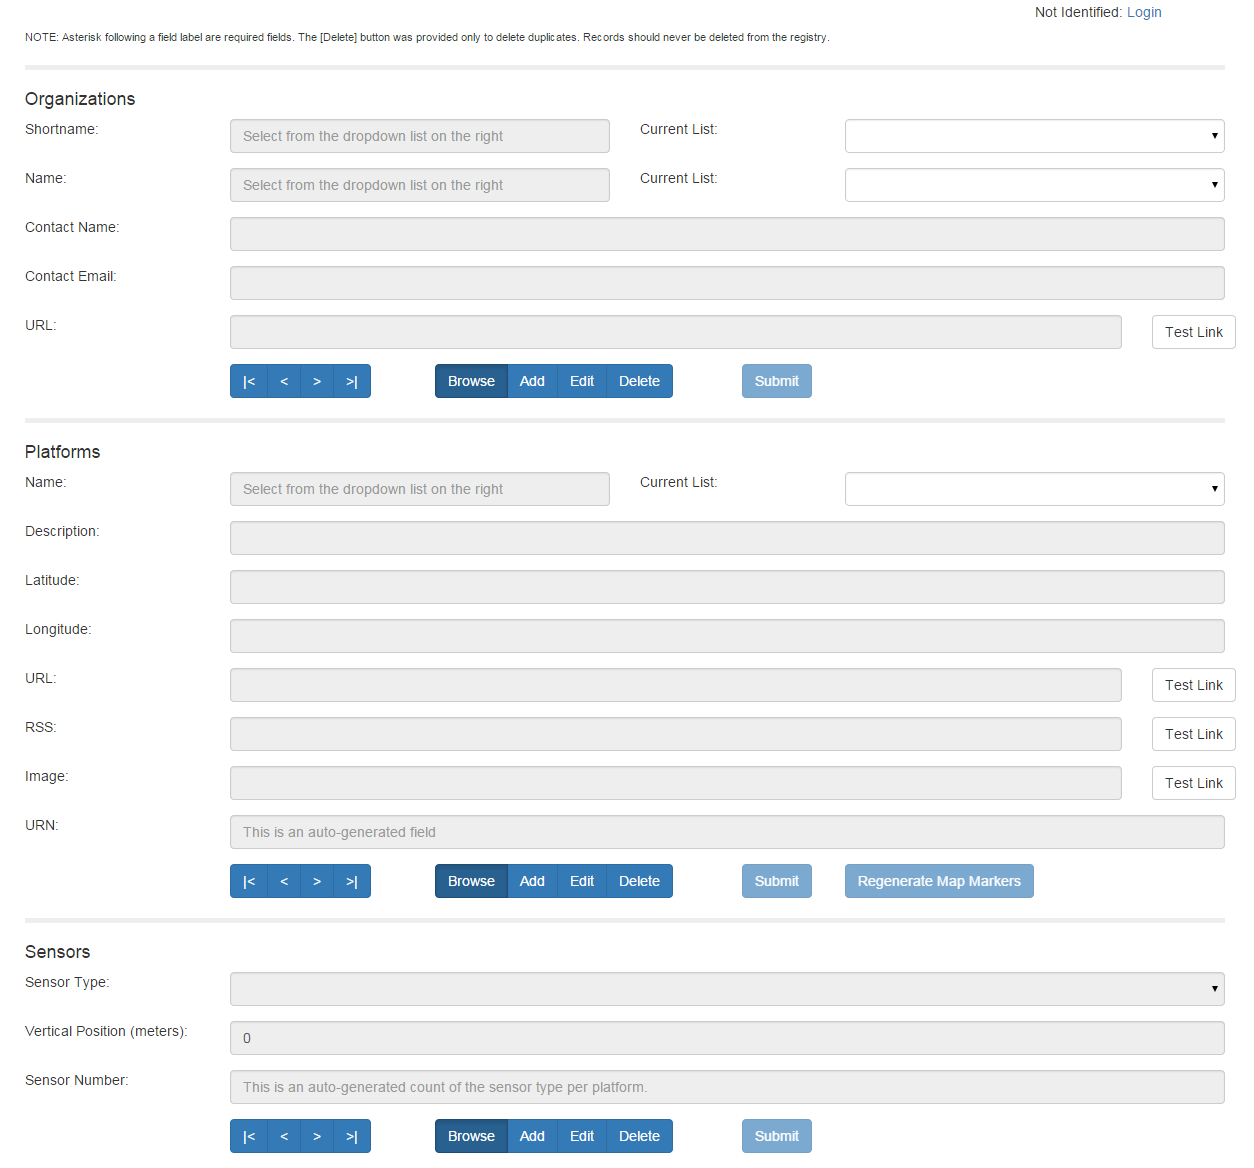 Not Identified: Login
NOTE: Asterisk following a field label are required fields. The [Delete] button was provided only to delete duplicates. Records should never be deleted from the registry.
Organizations
Shortname: Select from the dropdown list on the right Current List:
Name: Select from the dropdown list on the right Current List:
Contact Name:
Contact Email:
URL: Test Link
|< < > >| Browse Add Edit Delete Submit
Platforms
Name: Select from the dropdown list on the right Current List:
Description:
Latitude:
Longitude:
URL: Test Link
RSS: Test Link
Image: Test Link
URN: This is an auto-generated field
|< < > >| Browse Add Edit Delete Submit Regenerate Map Markers
Sensors
Sensor Type:
Vertical Position (meters): 0
Sensor Number: This is an auto-generated count of the sensor type per platform.
|< < > >| Browse Add Edit Delete Submit